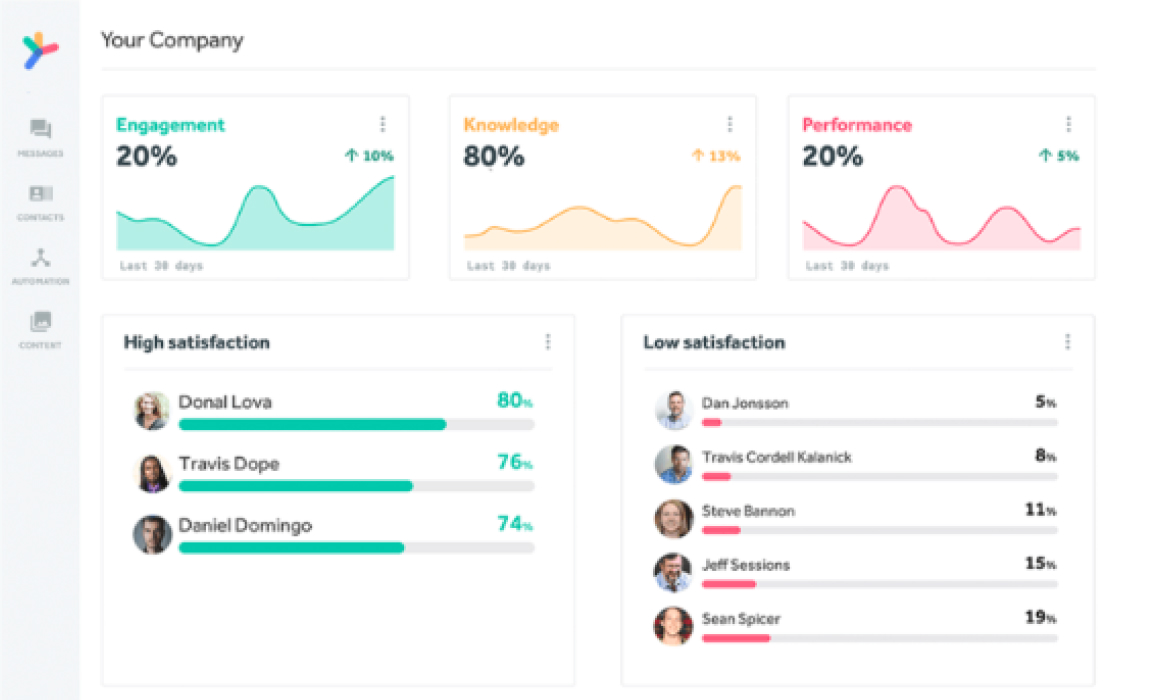 Your Company
MESSAGES
CONTACTS
AUTOMATION
CONTENT
Engagement
20%
10%
Last 30 days
Knowledge
80%
13%
Last 30 days
Performance
20%
5%
Last 30 days
High satisfaction
Donal Lova 80%
Travis Dope 76%
Daniel Domingo 74%
Low satisfaction
Dan Jonsson 5%
Travis Cordell Kalanick 8%
Steve Bannon 11%
Jeff Sessions 15%
Sean Spicer 19%